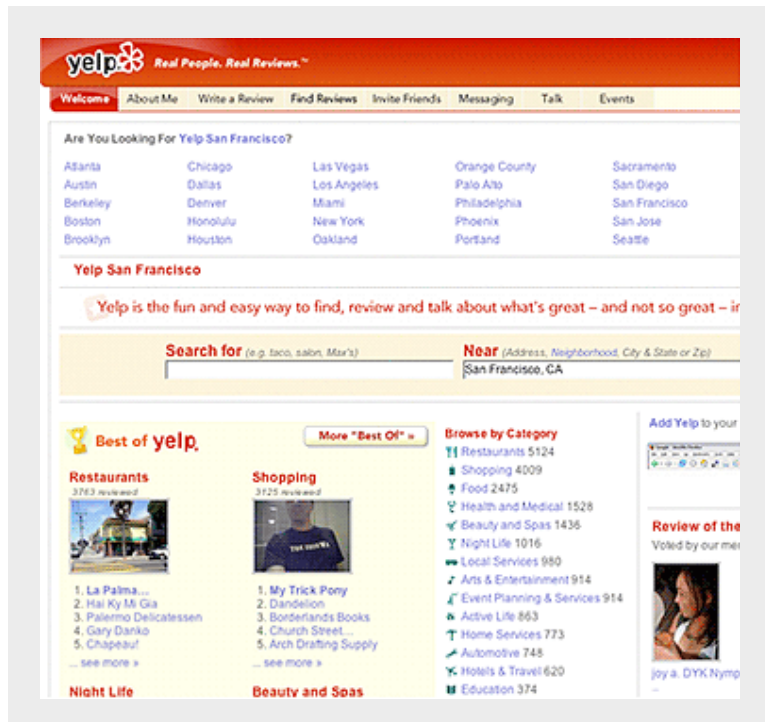 yelp Real People. Real Reviews.™
Welcome About Me Write a Review Find Reviews Invite Friends Messaging Talk Events
Are You Looking For Yelp San Francisco?
Atlanta Chicago Las Vegas Orange County Sacramento
Austin Dallas Los Angeles Palo Alto San Diego
Berkeley Denver Miami Philadelphia San Francisco
Boston Honolulu New York Phoenix San Jose
Brooklyn Houston Oakland Portland Seattle
Yelp San Francisco
Yelp is the fun and easy way to find, review and talk about what's great – and not so great – in
Search for (e.g. taco, salon, Max's) Near (Address, Neighborhood, City & State or Zip)
San Francisco, CA
Best of yelp. More "Best Of" »
Restaurants Shopping
3763 reviewed 3125 reviewed
1. La Palma... 1. My Trick Pony
2. Hai Ky Mi Gia 2. Dandelion
3. Palermo Delicatessen 3. Borderlands Books
4. Gary Danko 4. Church Street...
5. Chapeau! 5. Arch Drafting Supply
... see more » ... see more »
Night Life Beauty and Spas
Browse by Category
Restaurants 5124
Shopping 4009
Food 2475
Health and Medical 1528
Beauty and Spas 1436
Night Life 1016
Local Services 980
Arts & Entertainment 914
Event Planning & Services 914
Active Life 863
Home Services 773
Automotive 748
Hotels & Travel 620
Education 374
Add Yelp to your
Review of the
Voted by our me
joy a. DYK Nymp